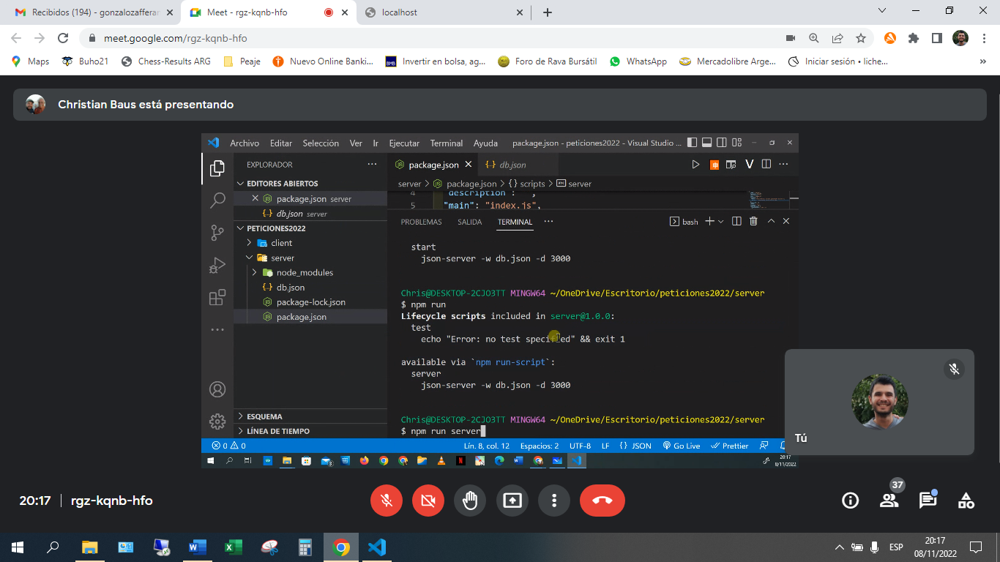 Recibidos (194) - gonzalozafferan
Meet - rgz-kqnb-hfo
localhost
meet.google.com/rgz-kqnb-hfo
Maps
Buho21
Chess-Results ARG
Peaje
Nuevo Online Banki...
Invertir en bolsa, ag...
Foro de Rava Bursátil
WhatsApp
Mercadolibre Arge...
Iniciar sesión • liche...
Christian Baus está presentando
Archivo Editar Selección Ver Ir Ejecutar Terminal Ayuda
package.json - peticiones2022 - Visual Studio ...
EXPLORADOR
EDITORES ABIERTOS
package.json server
db.json server
PETICIONES2022
client
server
node_modules
db.json
package-lock.json
package.json
ESQUEMA
LÍNEA DE TIEMPO
package.json
db.json
server > package.json > {} scripts > server
4 "description": "",
5 "main": "index.js",
PROBLEMAS SALIDA TERMINAL ...
bash
start
json-server -w db.json -d 3000
Chris@DESKTOP-2CJO3TT MINGW64 ~/OneDrive/Escritorio/peticiones2022/server
$ npm run
Lifecycle scripts included in server@1.0.0:
test
echo "Error: no test specified" && exit 1
available via `npm run-script`:
server
json-server -w db.json -d 3000
Chris@DESKTOP-2CJO3TT MINGW64 ~/OneDrive/Escritorio/peticiones2022/server
$ npm run server
0 0
Lín. 8, col. 12 Espacios: 2 UTF-8 LF {} JSON Go Live Prettier
20:17
8/11/2022
Tú
20:17 | rgz-kqnb-hfo
37
ESP
20:17
08/11/2022